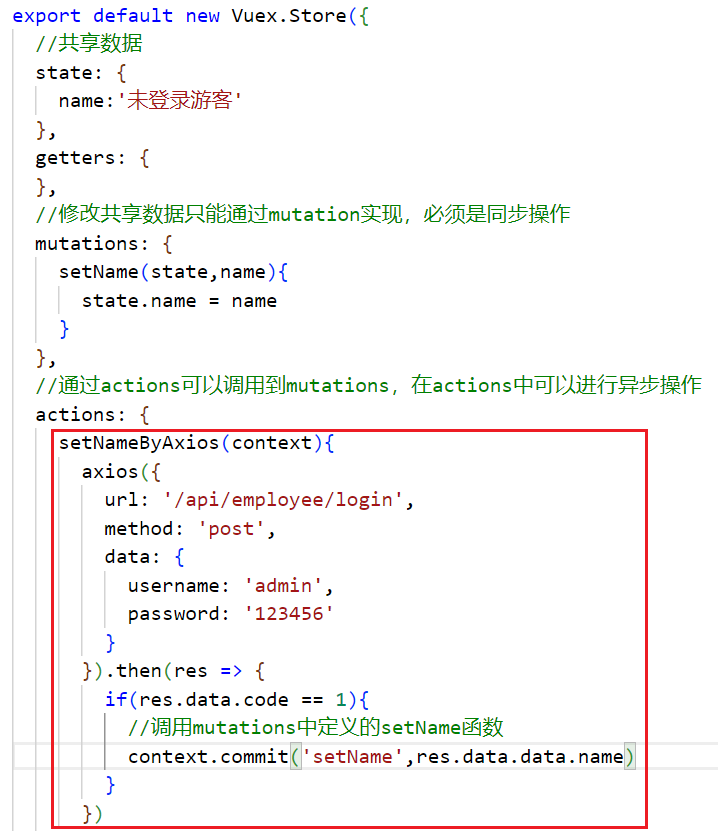 export default new Vuex.Store({
  //共享数据
  state: {
    name:'未登录游客'
  },
  getters: {
  },
  //修改共享数据只能通过mutation实现，必须是同步操作
  mutations: {
    setName(state,name){
      state.name = name
    }
  },
  //通过actions可以调用到mutations，在actions中可以进行异步操作
  actions: {
    setNameByAxios(context){
      axios({
        url: '/api/employee/login',
        method: 'post',
        data: {
          username: 'admin',
          password: '123456'
        }
      }).then(res => {
        if(res.data.code == 1){
          //调用mutations中定义的setName函数
          context.commit('setName',res.data.data.name)
        }
      })